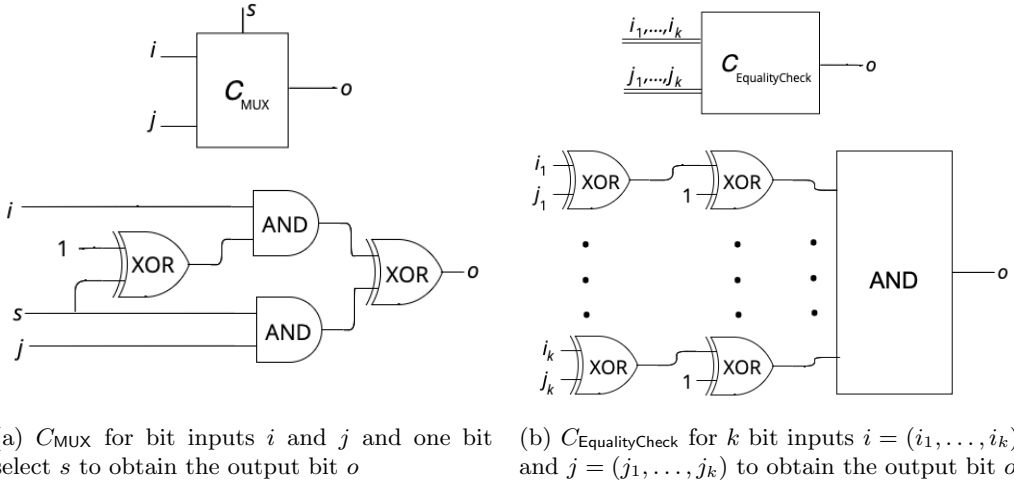 s
i
j
C_MUX
o
i_1,...,i_k
j_1,...,j_k
C_EqualityCheck
o
i
1
XOR
AND
s
j
AND
XOR
o
i_1
j_1
XOR
1
XOR
i_k
j_k
XOR
1
XOR
AND
o
(a) C_MUX for bit inputs i and j and one bit
select s to obtain the output bit o
(b) C_EqualityCheck for k bit inputs i = (i_1, . . . , i_k)
and j = (j_1, . . . , j_k) to obtain the output bit o